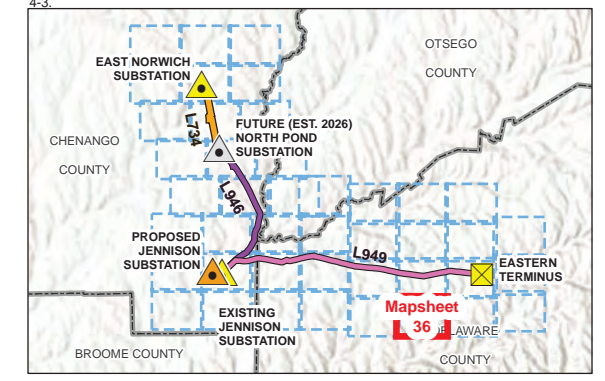 4-3.
OTSEGO
COUNTY
EAST NORWICH
SUBSTATION
L734
FUTURE (EST. 2026)
NORTH POND
SUBSTATION
CHENANGO
COUNTY
L946
PROPOSED
JENNISON
SUBSTATION
L949
EASTERN
TERMINUS
Mapsheet
36
EXISTING
JENNISON
SUBSTATION
DELAWARE
COUNTY
BROOME COUNTY